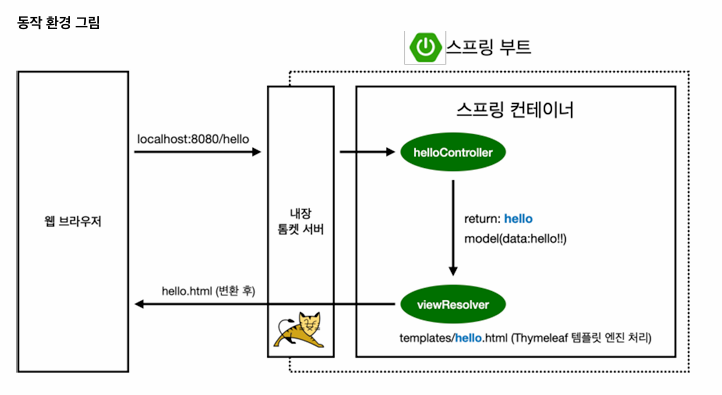 동작 환경 그림
스프링 부트
스프링 컨테이너
localhost:8080/hello
helloController
웹 브라우저
내장
톰켓 서버
return: hello
model(data:hello!!)
hello.html (변환 후)
viewResolver
templates/hello.html (Thymeleaf 템플릿 엔진 처리)